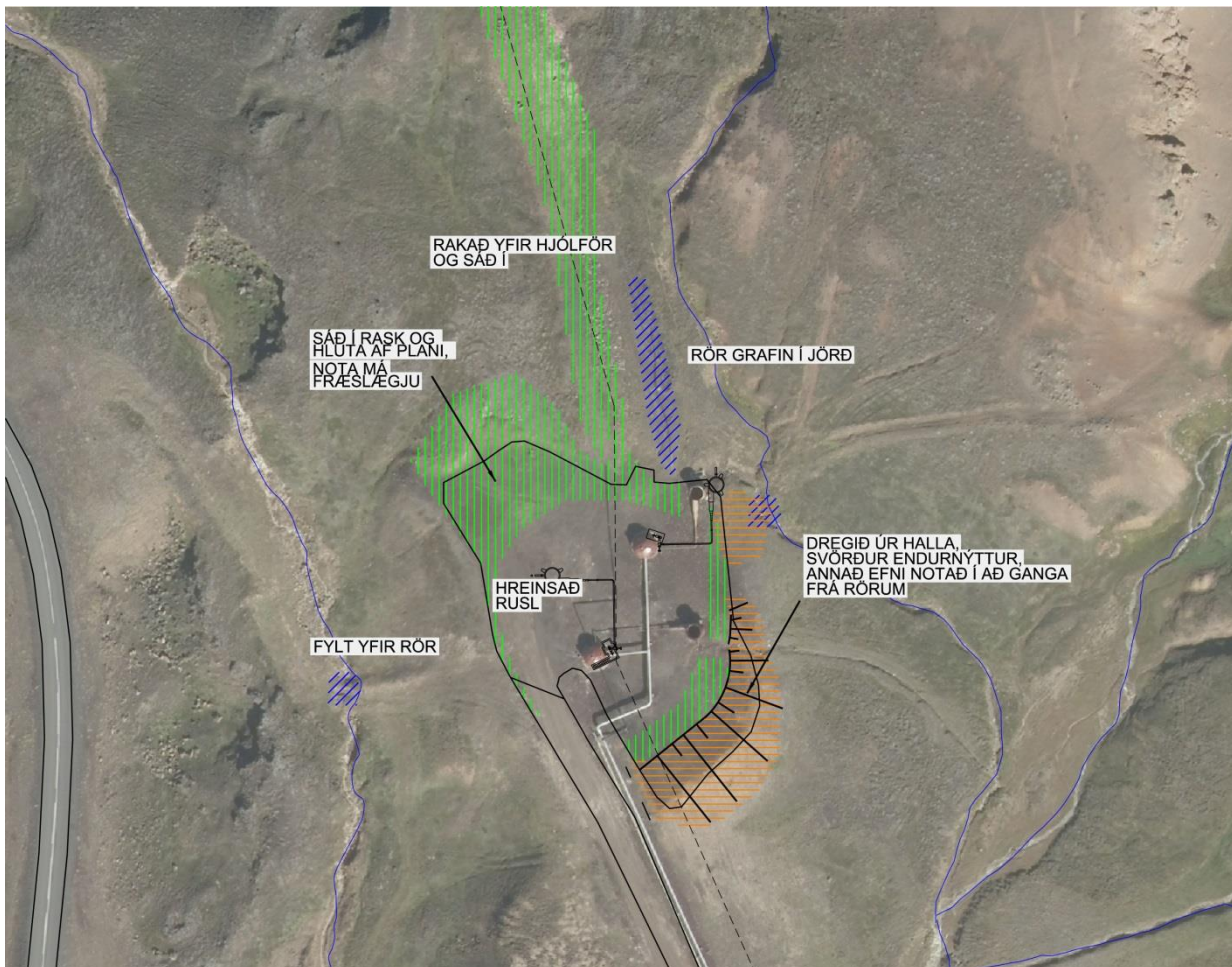 RAKAÐ YFIR HJÓLFÖR
OG SÁÐ Í
SÁÐ Í RASK OG
HLUTA AF PLANI,
NOTA MÁ
FRÆSLÆGJU
RÖR GRAFIN Í JÖRÐ
DREGIÐ ÚR HALLA,
SVÖRÐUR ENDURNÝTTUR,
ANNAÐ EFNI NOTAÐ Í AÐ GANGA
FRÁ RÖRUM
HREINSAÐ
RUSL
FYLT YFIR RÖR